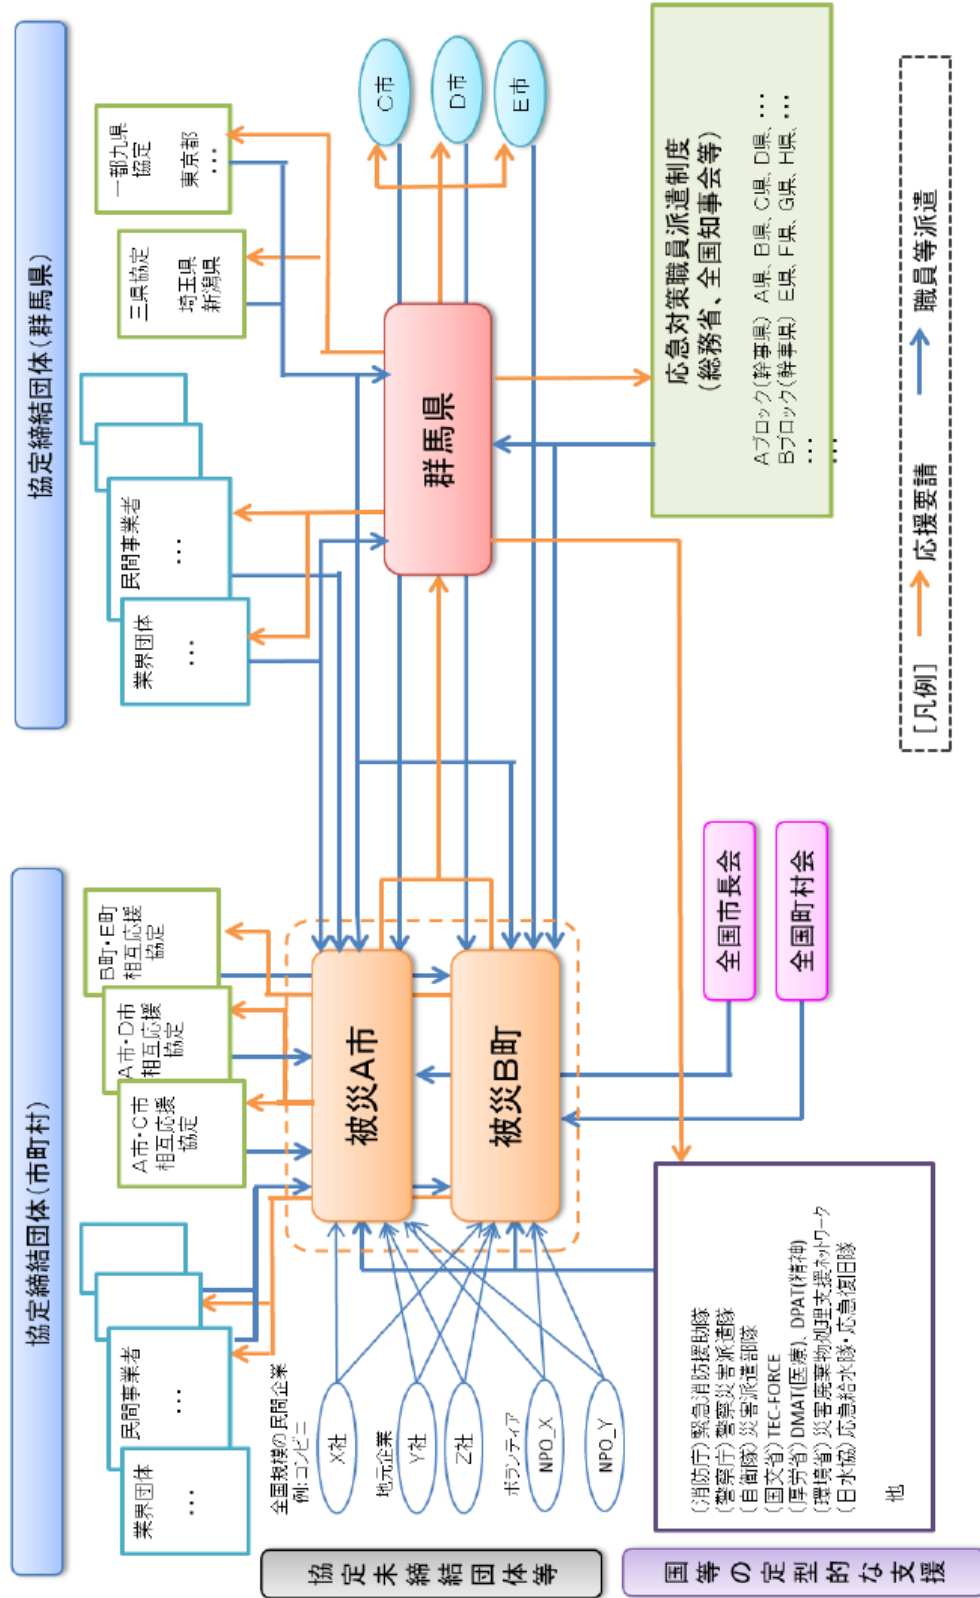 協定締結団体(市町村)
協定締結団体(群馬県)
業界団体
…
民間事業者
…
A市・C市
相互応援
協定
A市・D市
相互応援
協定
B町・E町
相互応援
協定
業界団体
…
民間事業者
…
三県協定
埼玉県
新潟県
一都九県
協定
東京都
…
協定未締結団体等
全国規模の民間企業
例:コンビニ
X社
地元企業
Y社
Z社
ボランティア
NPO_X
NPO_Y
被災A市
被災B町
群馬県
C市
D市
E市
国等の定型的な支援
(消防庁)緊急消防援助隊
(警察庁)警察災害派遣隊
(自衛隊)災害派遣部隊
(国交省)TEC-FORCE
(厚労省)DMAT(医療)、DPAT(精神)
(環境省)災害廃棄物処理支援ネットワーク
(日水協)応急給水隊・応急復旧隊
他
全国市長会
全国町村会
応急対策職員派遣制度
(総務省、全国知事会等)
Aブロック(幹事県) A県、B県、C県、D県、…
Bブロック(幹事県) E県、F県、G県、H県、…
…
[凡例]
応援要請
職員等派遣